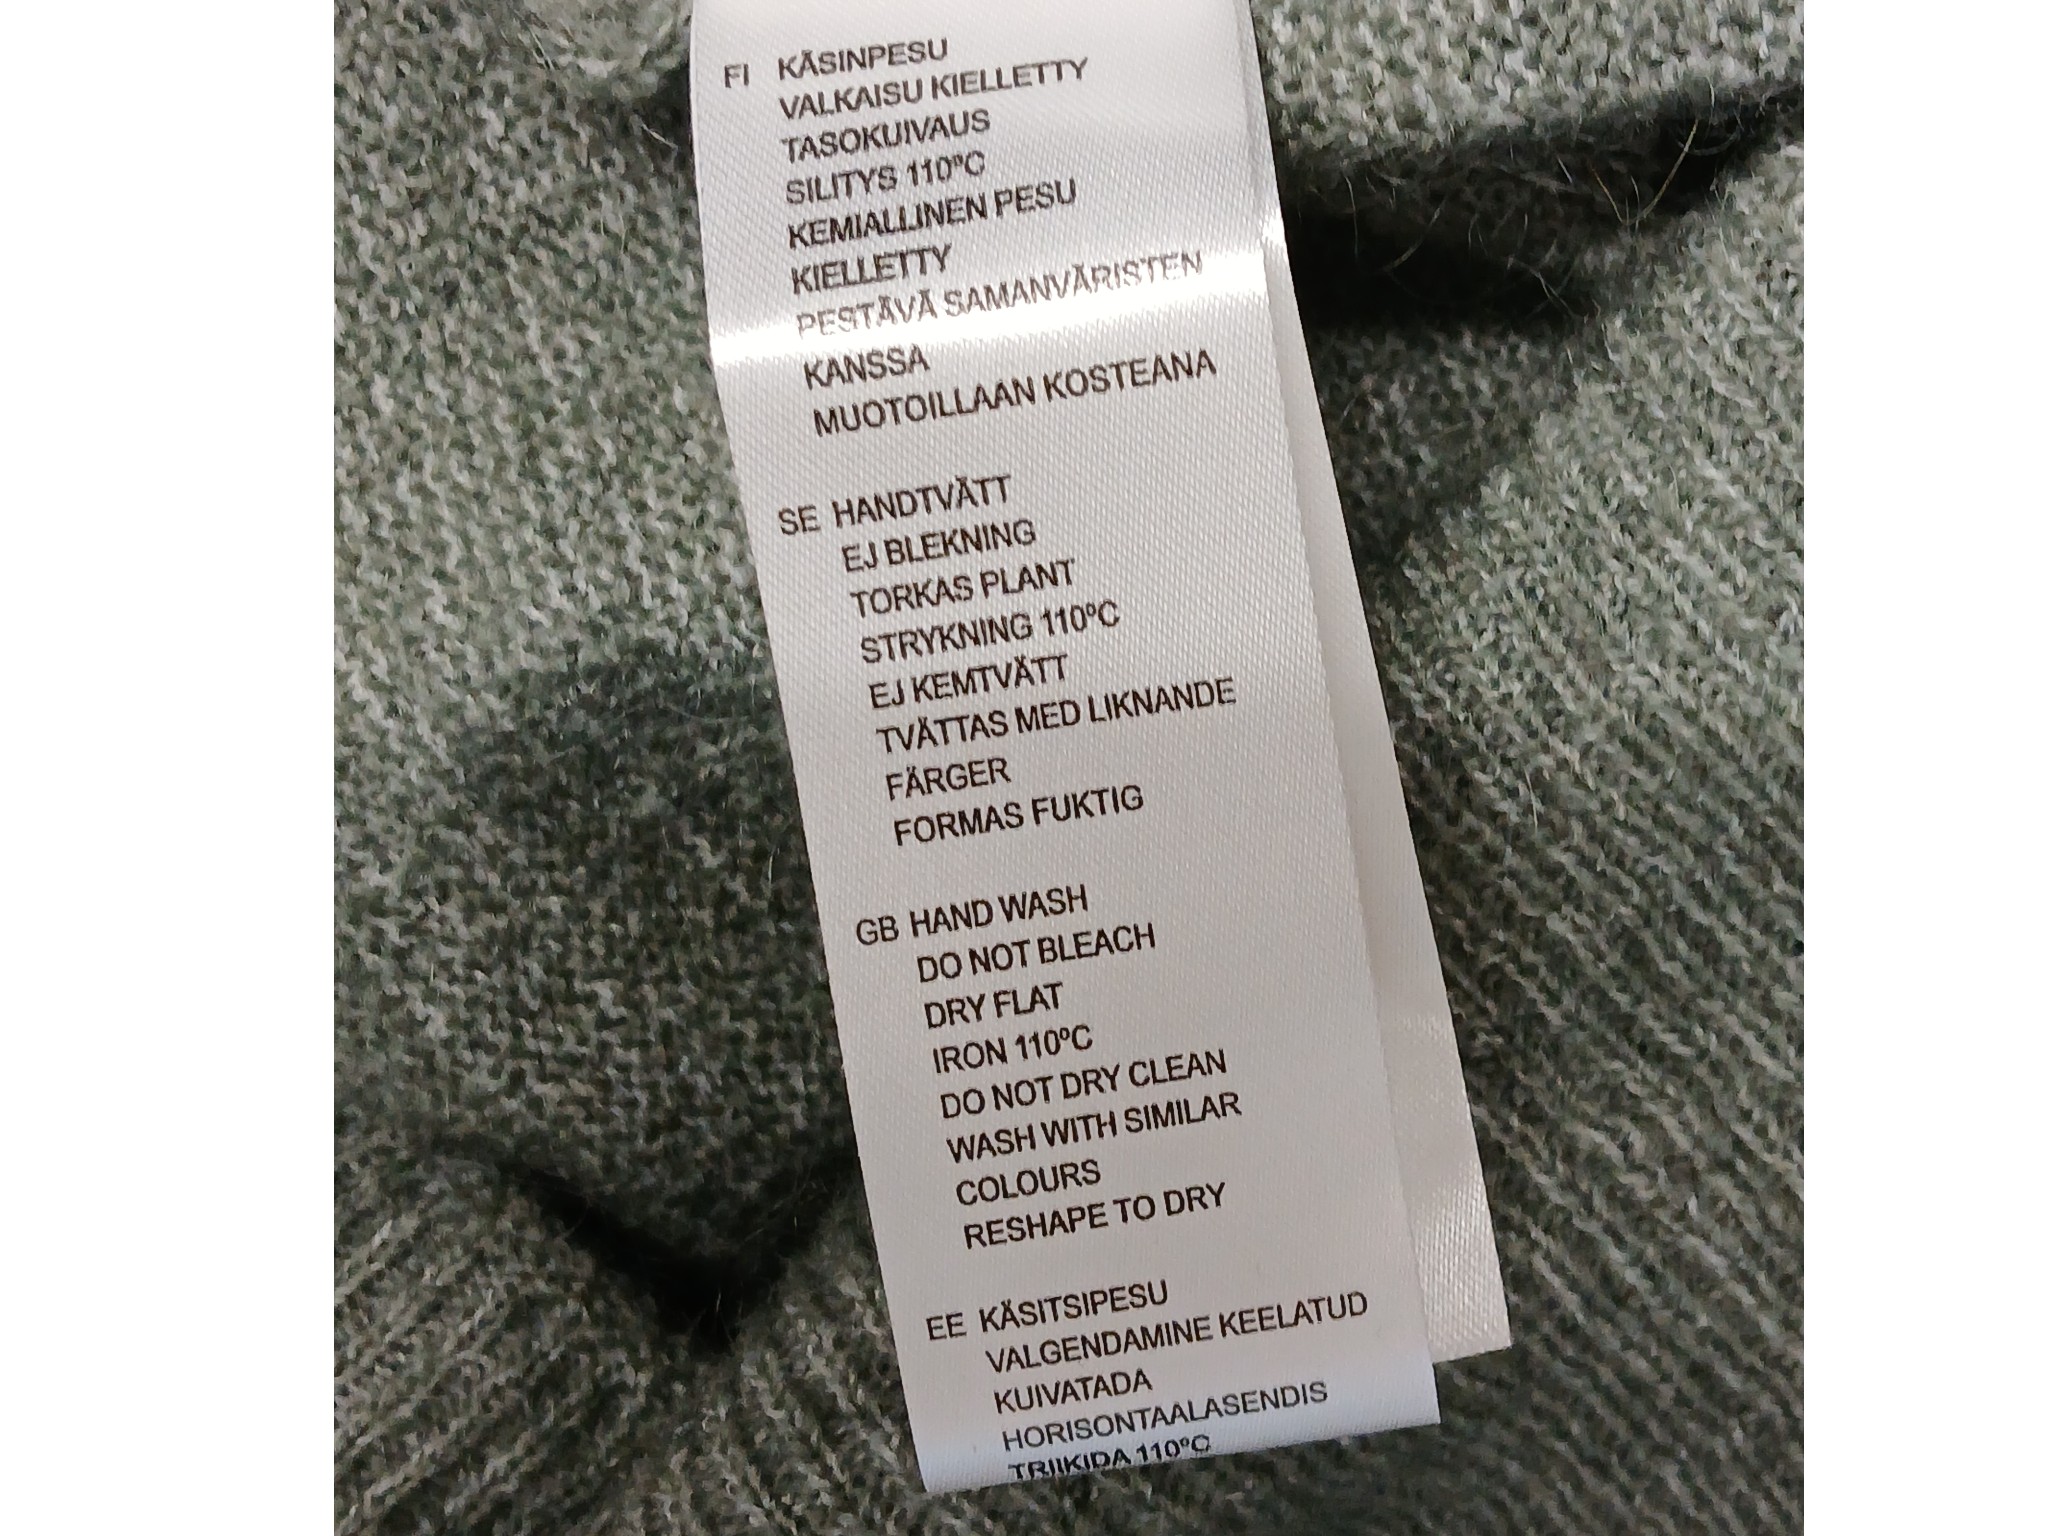 FI KÄSINPESU
VALKAISU KIELLETTY
TASOKUIVAUS
SILITYS 110ºC
KEMIALLINEN PESU
KIELLETTY
PESTÄVÄ SAMANVÄRISTEN
KANSSA
MUOTOILLAAN KOSTEANA
SE HANDTVÄTT
EJ BLEKNING
TORKAS PLANT
STRYKNING 110ºC
EJ KEMTVÄTT
TVÄTTAS MED LIKNANDE
FÄRGER
FORMAS FUKTIG
GB HAND WASH
DO NOT BLEACH
DRY FLAT
IRON 110ºC
DO NOT DRY CLEAN
WASH WITH SIMILAR
COLOURS
RESHAPE TO DRY
EE KÄSITSIPESU
VALGENDAMINE KEELATUD
KUIVATADA
HORISONTAALASENDIS
TRIIKIDA 110ºC